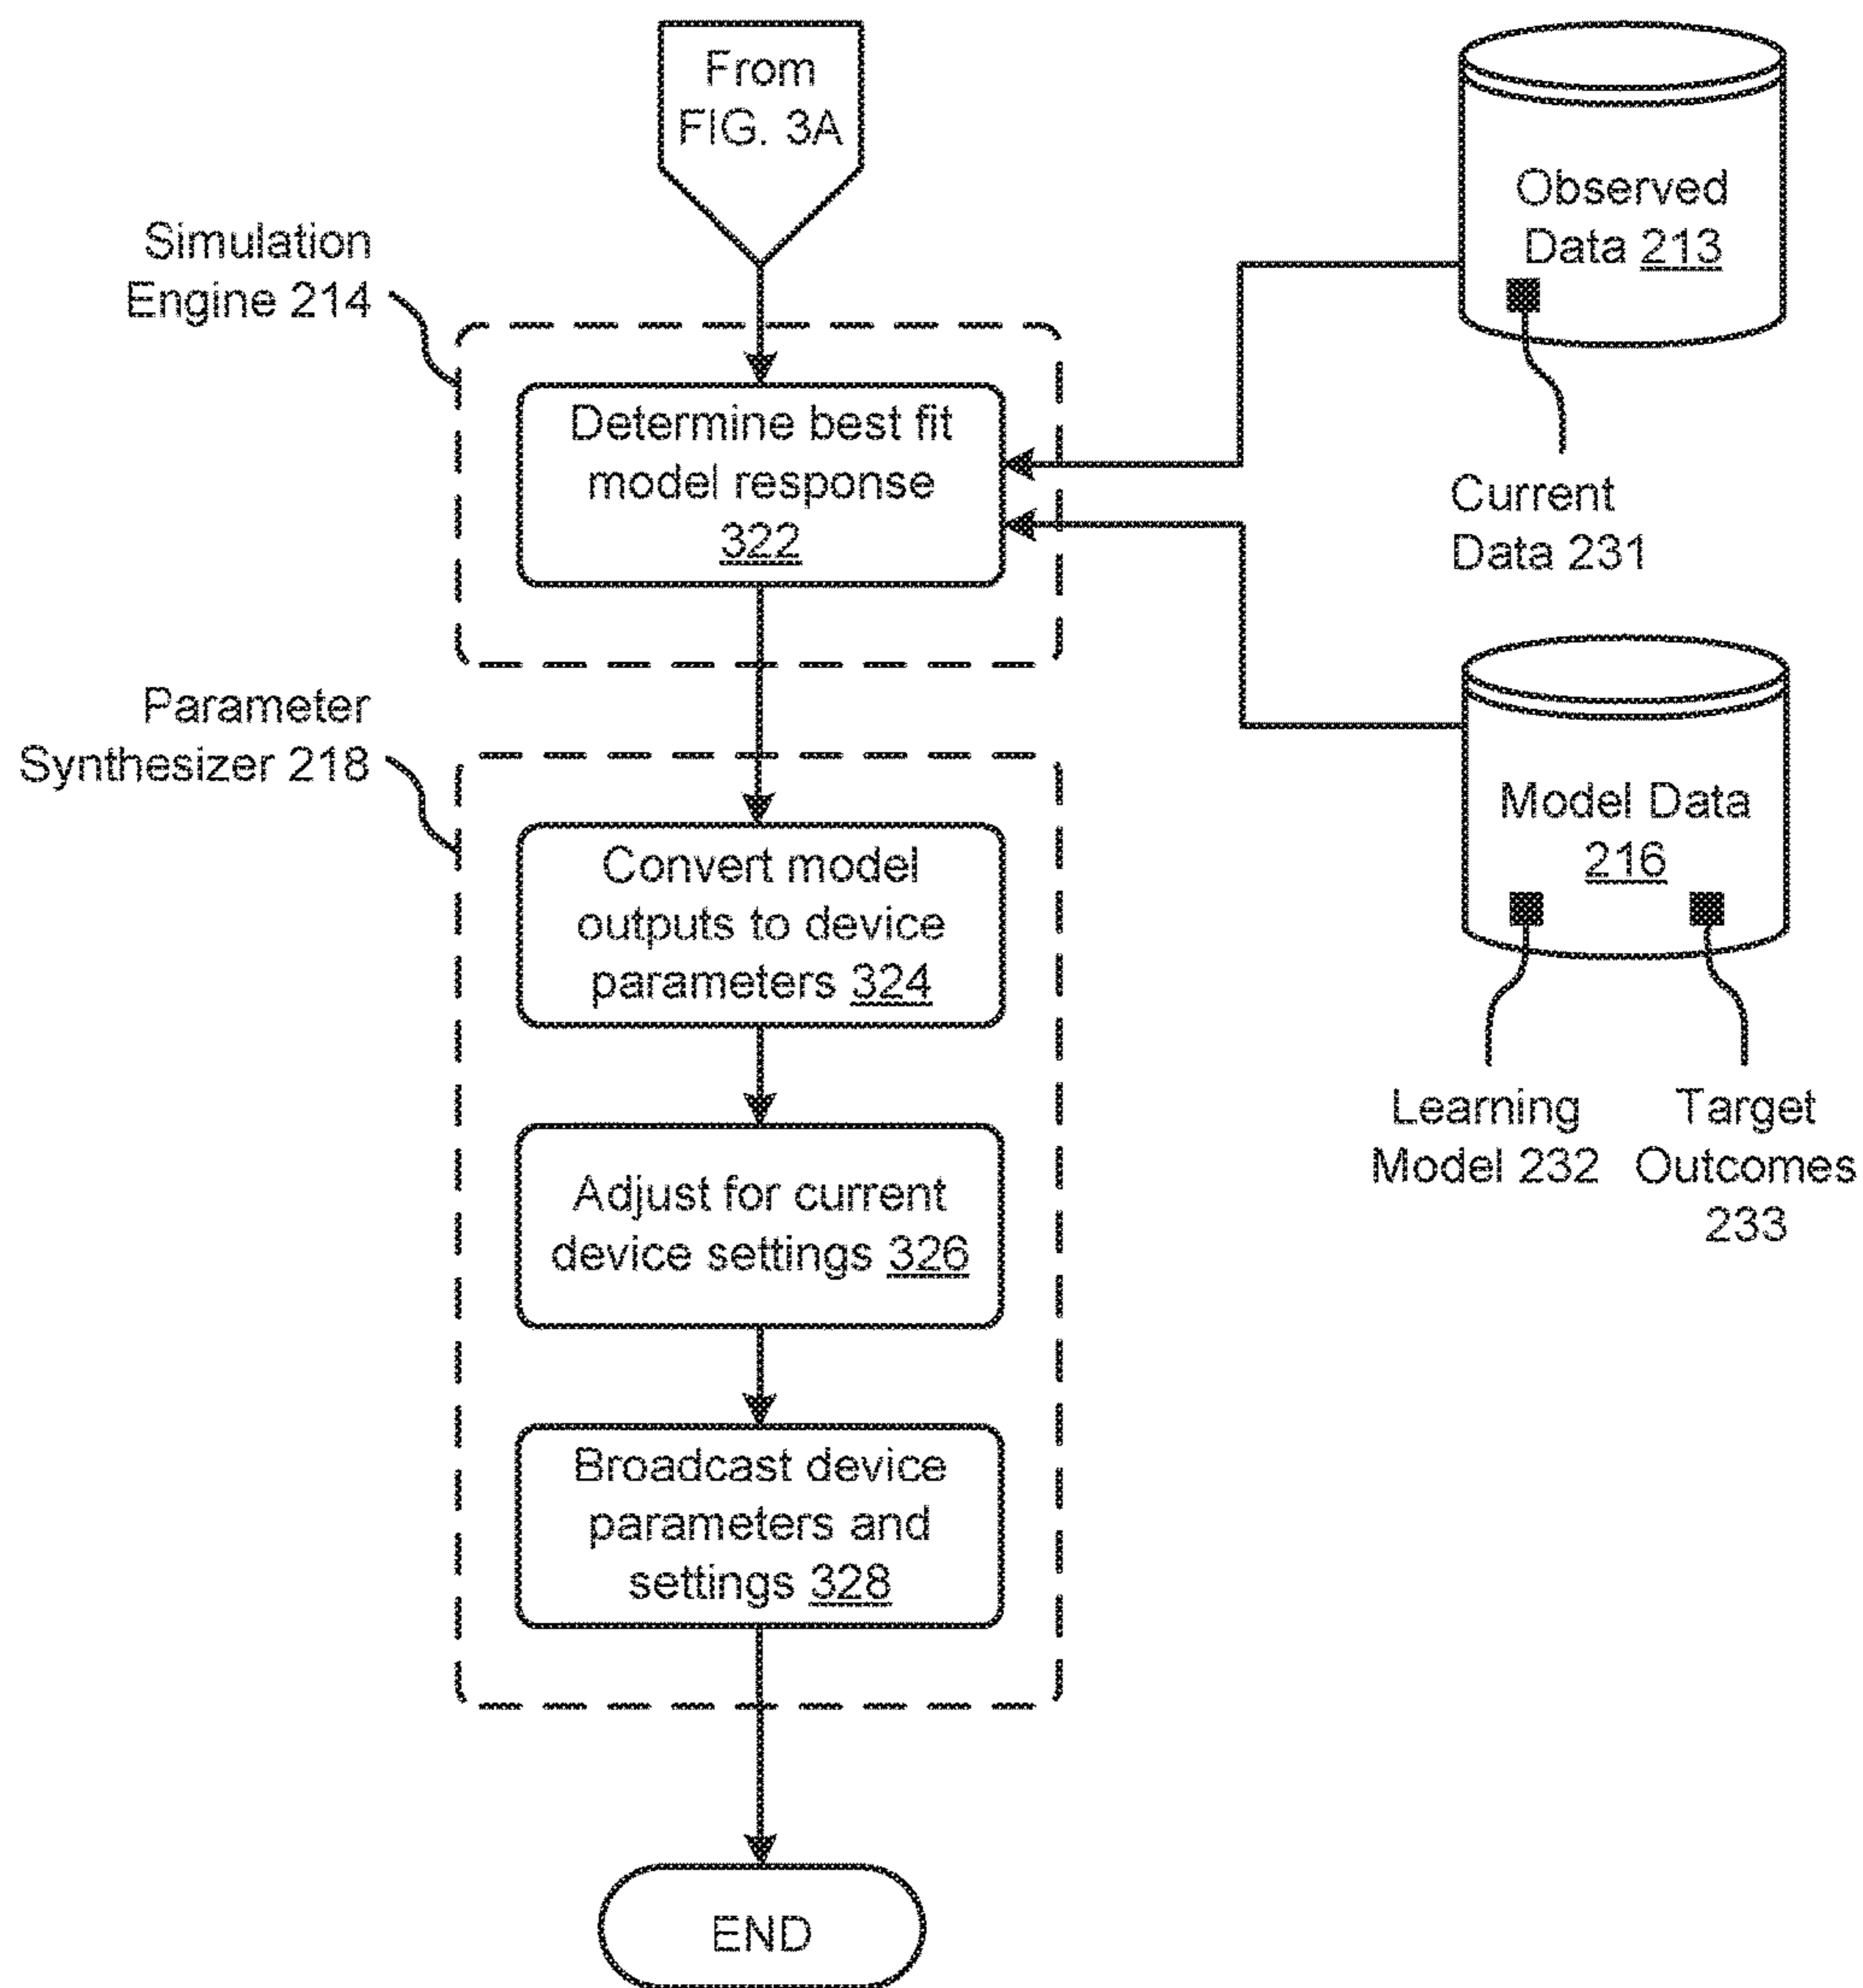 From
FIG. 3A
Simulation
Engine 214
Determine best fit
model response
322
Observed
Data 213
Current
Data 231
Parameter
Synthesizer 218
Model Data
216
Learning
Model 232
Target
Outcomes
233
Convert model
outputs to device
parameters 324
Adjust for current
device settings 326
Broadcast device
parameters and
settings 328
END